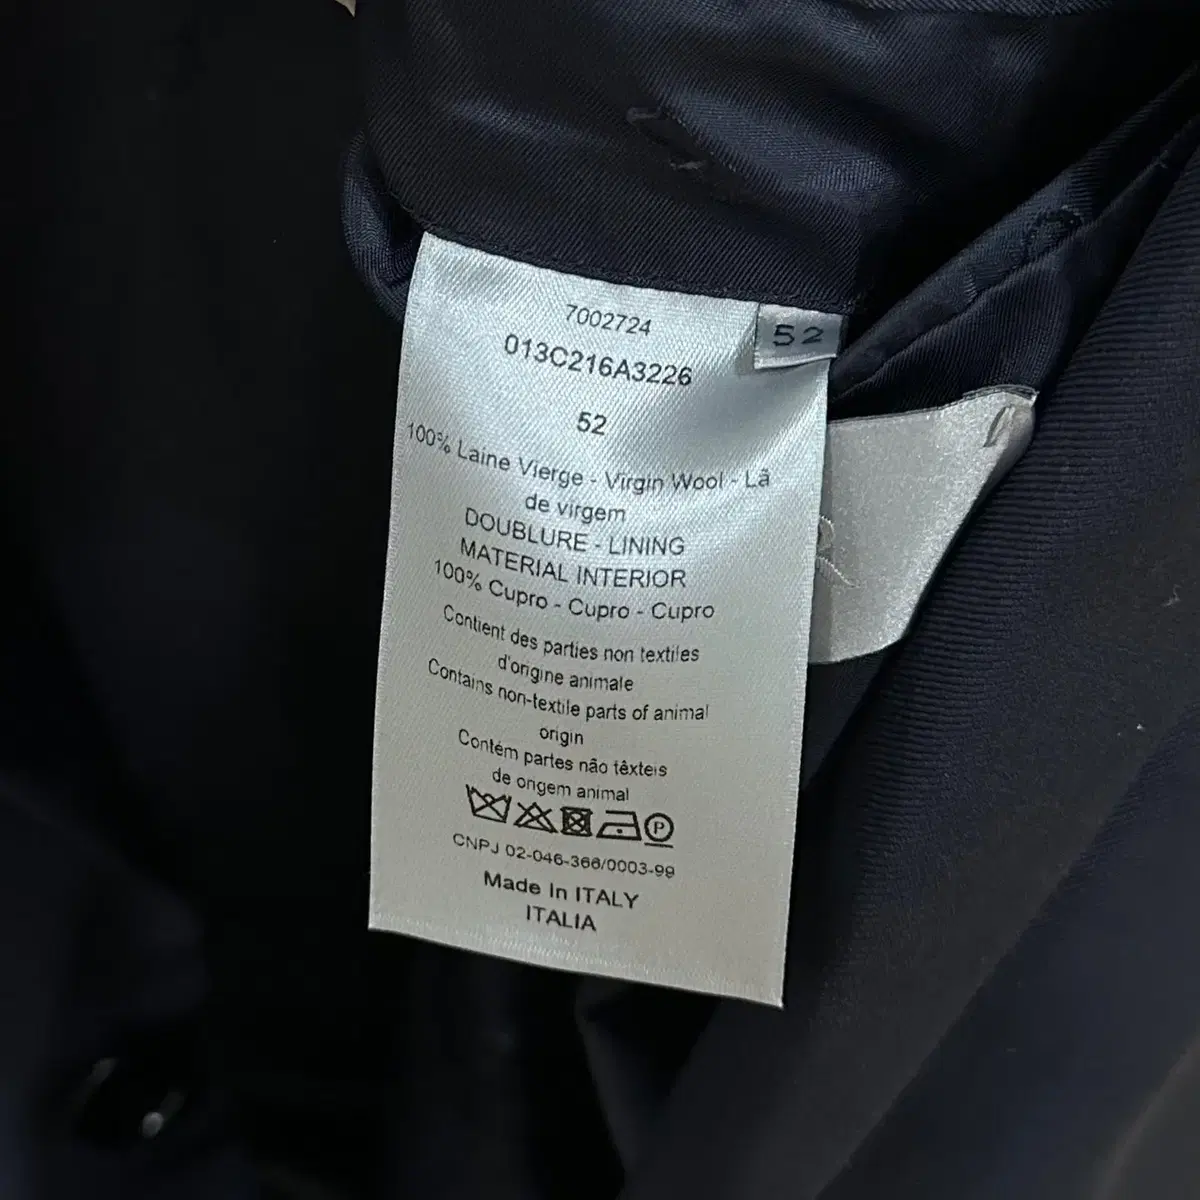 7002724
52
013C216A3226
52
100% Laine Vierge - Virgin Wool - Lã
de virgem
DOUBLURE - LINING
MATERIAL INTERIOR
100% Cupro - Cupro - Cupro
Contient des parties non textiles
d'origine animale
Contains non-textile parts of animal
origin
Contém partes não têxteis
de origem animal
P
CNPJ 02-046-366/0003-99
Made In ITALY
ITALIA